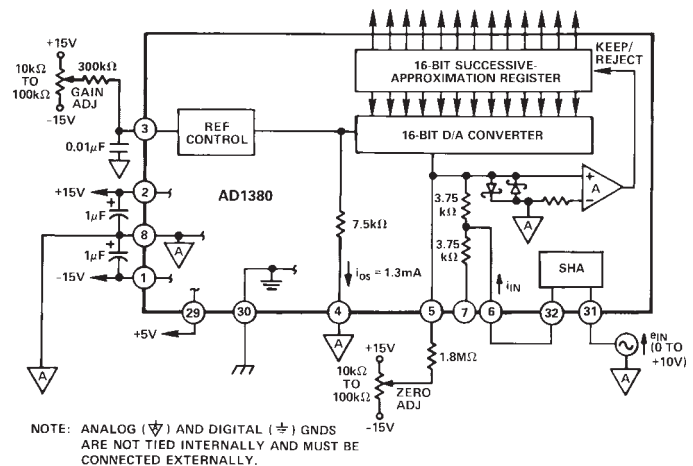 +15V
10kΩ
TO
100kΩ
300kΩ
GAIN
ADJ
-15V
0.01µF
3
REF
CONTROL
16-BIT SUCCESSIVE-
APPROXIMATION REGISTER
KEEP/
REJECT
16-BIT D/A CONVERTER
+15V
2
1µF
+
8
A
1µF
+
-15V
1
AD1380
7.5kΩ
iOS = 1.3mA
3.75
kΩ
3.75
kΩ
A
+
A
−
SHA
iIN
+5V
29
30
4
5
7
6
32
31
A
A
+15V
10kΩ
TO
100kΩ
ZERO
ADJ
-15V
1.8MΩ
eIN
(0 TO
+10V)
A
NOTE: ANALOG (A) AND DIGITAL (⏚) GNDS
ARE NOT TIED INTERNALLY AND MUST BE
CONNECTED EXTERNALLY.